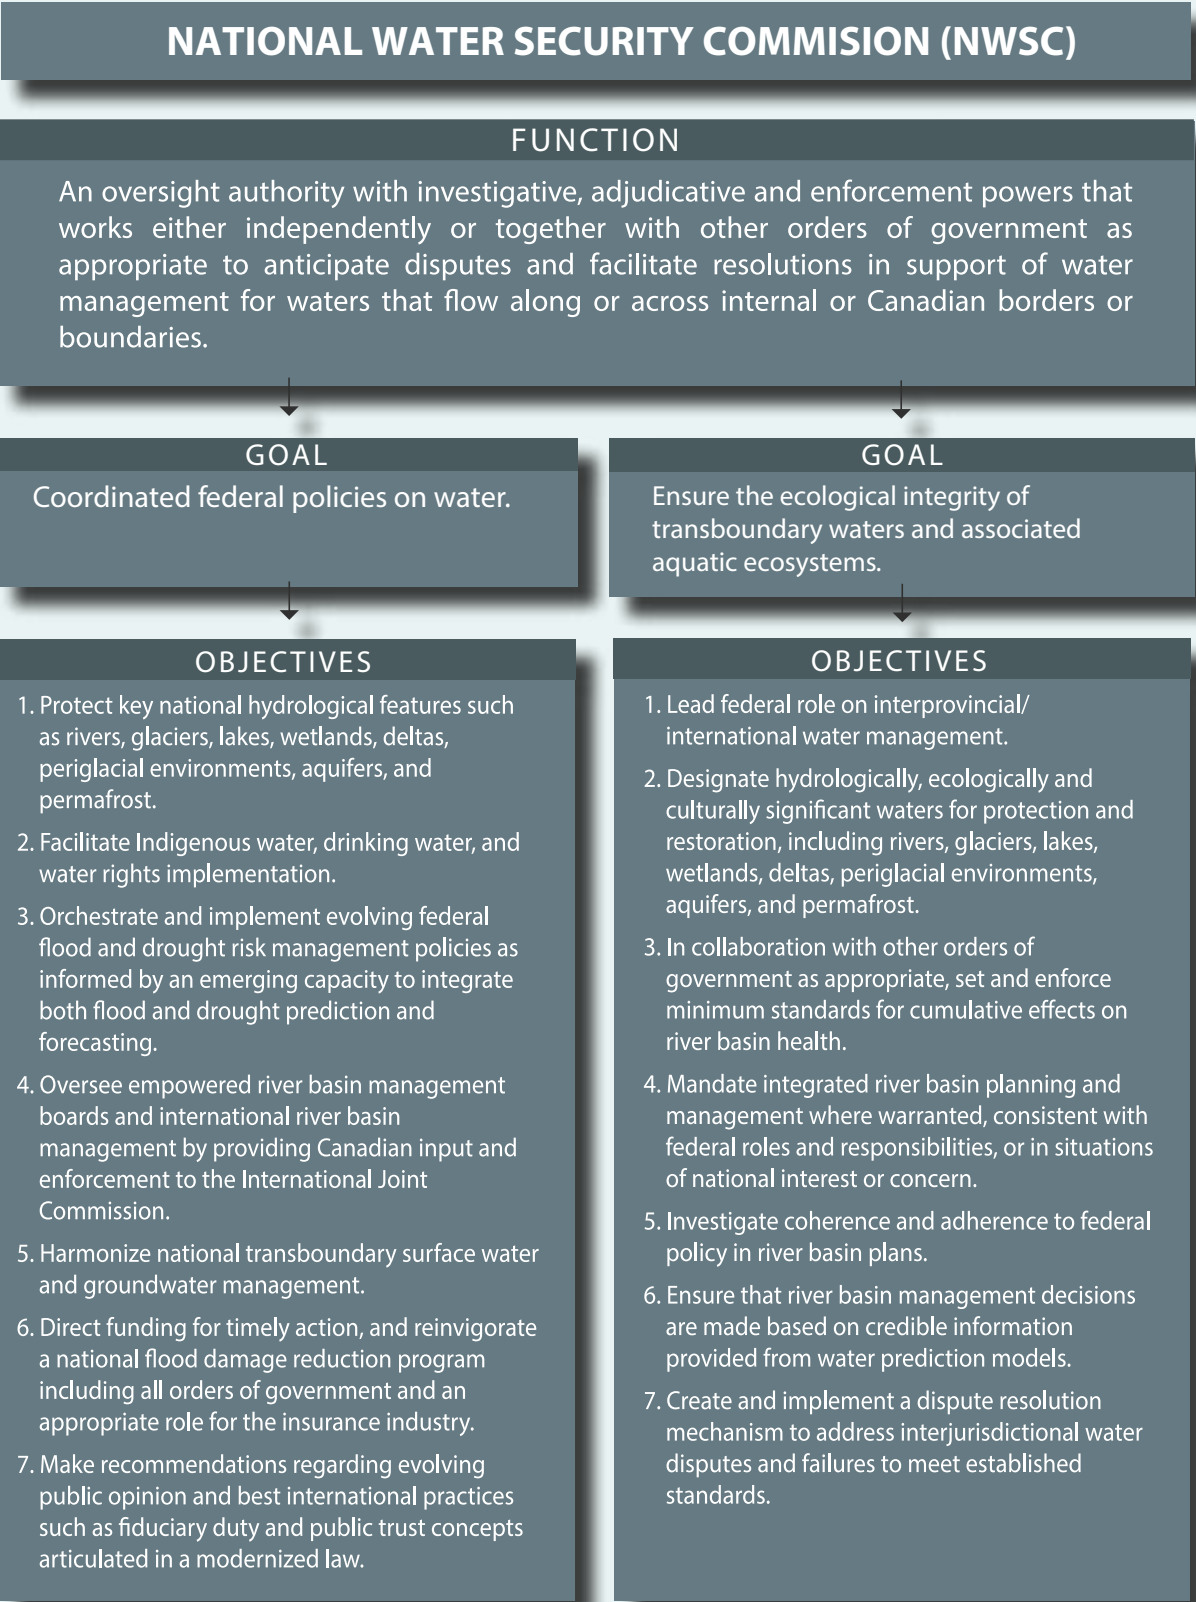 NATIONAL WATER SECURITY COMMISION (NWSC)
FUNCTION
An oversight authority with investigative, adjudicative and enforcement powers that
works either independently or together with other orders of government as
appropriate to anticipate disputes and facilitate resolutions in support of water
management for waters that flow along or across internal or Canadian borders or
boundaries.
GOAL
Coordinated federal policies on water.
OBJECTIVES
1. Protect key national hydrological features such
as rivers, glaciers, lakes, wetlands, deltas,
periglacial environments, aquifers, and
permafrost.
2. Facilitate Indigenous water, drinking water, and
water rights implementation.
3. Orchestrate and implement evolving federal
flood and drought risk management policies as
informed by an emerging capacity to integrate
both flood and drought prediction and
forecasting.
4. Oversee empowered river basin management
boards and international river basin
management by providing Canadian input and
enforcement to the International Joint
Commission.
5. Harmonize national transboundary surface water
and groundwater management.
6. Direct funding for timely action, and reinvigorate
a national flood damage reduction program
including all orders of government and an
appropriate role for the insurance industry.
7. Make recommendations regarding evolving
public opinion and best international practices
such as fiduciary duty and public trust concepts
articulated in a modernized law.
GOAL
Ensure the ecological integrity of
transboundary waters and associated
aquatic ecosystems.
OBJECTIVES
1. Lead federal role on interprovincial/
international water management.
2. Designate hydrologically, ecologically and
culturally significant waters for protection and
restoration, including rivers, glaciers, lakes,
wetlands, deltas, periglacial environments,
aquifers, and permafrost.
3. In collaboration with other orders of
government as appropriate, set and enforce
minimum standards for cumulative effects on
river basin health.
4. Mandate integrated river basin planning and
management where warranted, consistent with
federal roles and responsibilities, or in situations
of national interest or concern.
5. Investigate coherence and adherence to federal
policy in river basin plans.
6. Ensure that river basin management decisions
are made based on credible information
provided from water prediction models.
7. Create and implement a dispute resolution
mechanism to address interjurisdictional water
disputes and failures to meet established
standards.